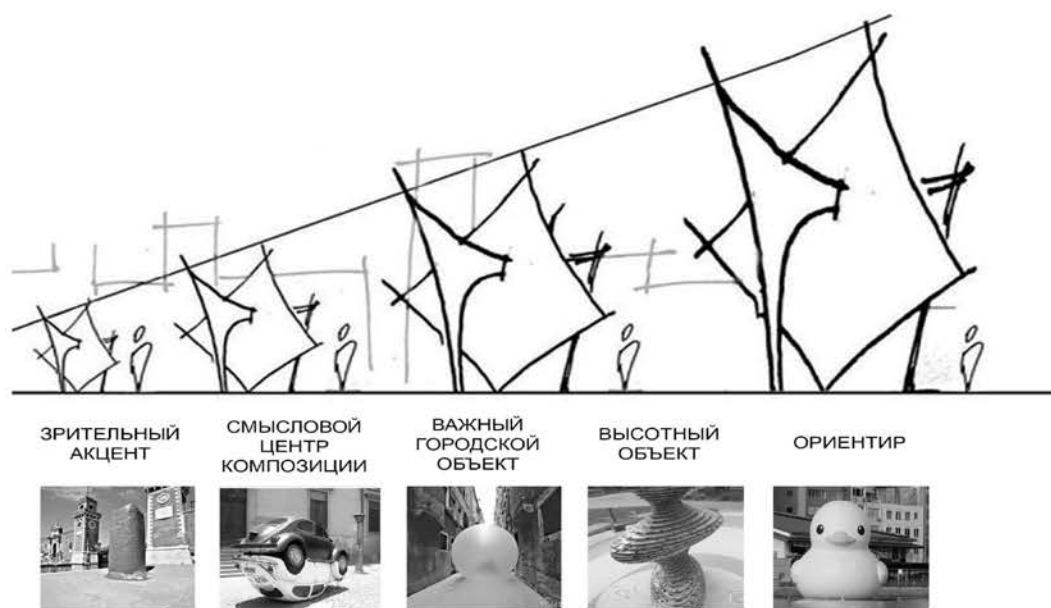 ЗРИТЕЛЬНЫЙ
АКЦЕНТ
СМЫСЛОВОЙ
ЦЕНТР
КОМПОЗИЦИИ
ВАЖНЫЙ
ГОРОДСКОЙ
ОБЪЕКТ
ВЫСОТНЫЙ
ОБЪЕКТ
ОРИЕНТИР